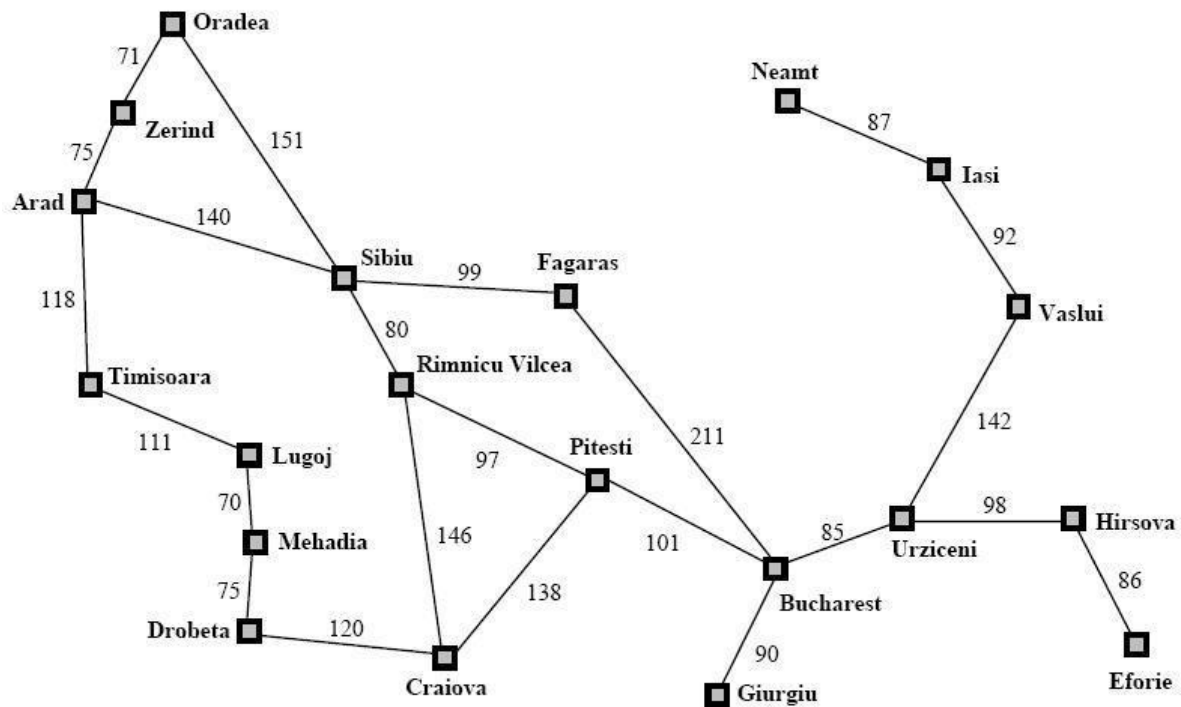 Oradea
71
Neamt
Zerind
87
151
75
Iasi
Arad
140
92
Sibiu
Fagaras
99
118
Vaslui
80
Timisoara
Rimnicu Vilcea
142
111
Lugoj
97
Pitesti
211
70
146
98
Hirsova
85
Mehadia
101
Urziceni
86
75
138
Bucharest
Drobeta
120
90
Craiova
Giurgiu
Eforie